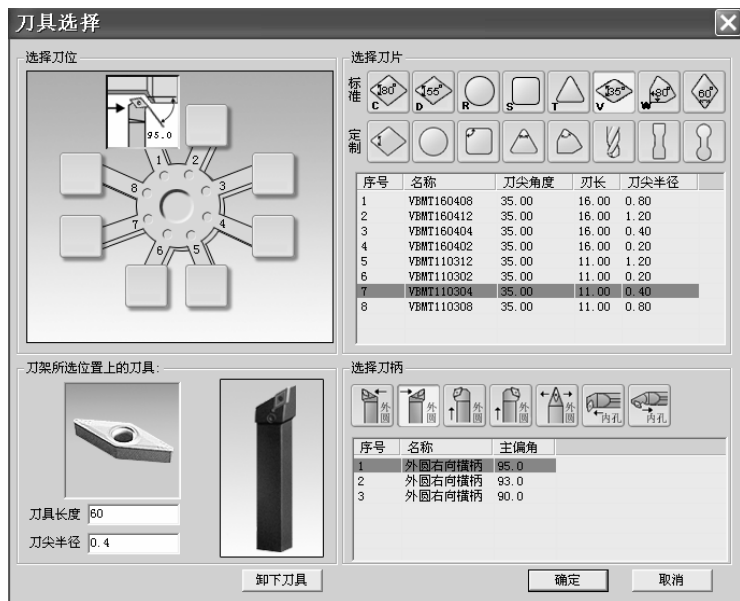 刀具选择
选择刀位
95.0
1 2
8 3
7 4
6 5
选择刀片
标准
80° C
55° D
R
S
T
35° V
80° W
60°
定制
序号 名称 刀尖角度 刃长 刀尖半径
1 VBMT160408 35.00 16.00 0.80
2 VBMT160412 35.00 16.00 1.20
3 VBMT160404 35.00 16.00 0.40
4 VBMT160402 35.00 16.00 0.20
5 VBMT110312 35.00 11.00 1.20
6 VBMT110302 35.00 11.00 0.20
7 VBMT110304 35.00 11.00 0.40
8 VBMT110308 35.00 11.00 0.80
刀架所选位置上的刀具:
刀具长度 60
刀尖半径 0.4
卸下刀具
选择刀柄
外圆
外圆
外圆
外圆
外圆
内孔
内孔
序号 名称 主偏角
1 外圆右向横柄 95.0
2 外圆右向横柄 93.0
3 外圆右向横柄 90.0
确定
取消